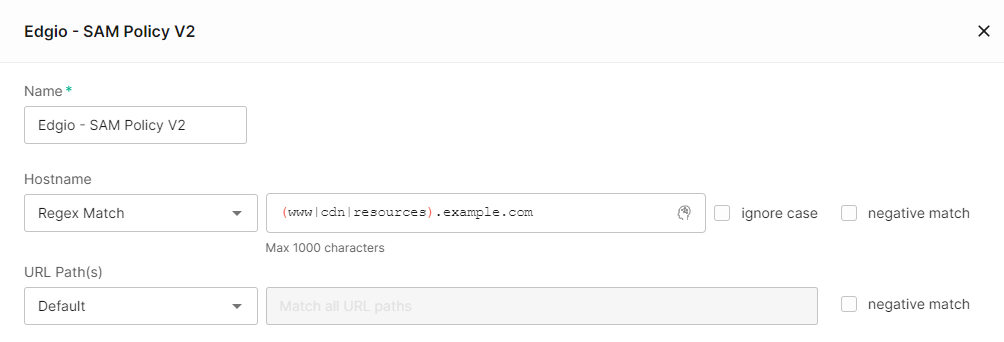 Edgio - SAM Policy V2
Name *
Edgio - SAM Policy V2
Hostname
Regex Match (www|cdn|resources).example.com ignore case negative match
Max 1000 characters
URL Path(s)
Default Match all URL paths negative match